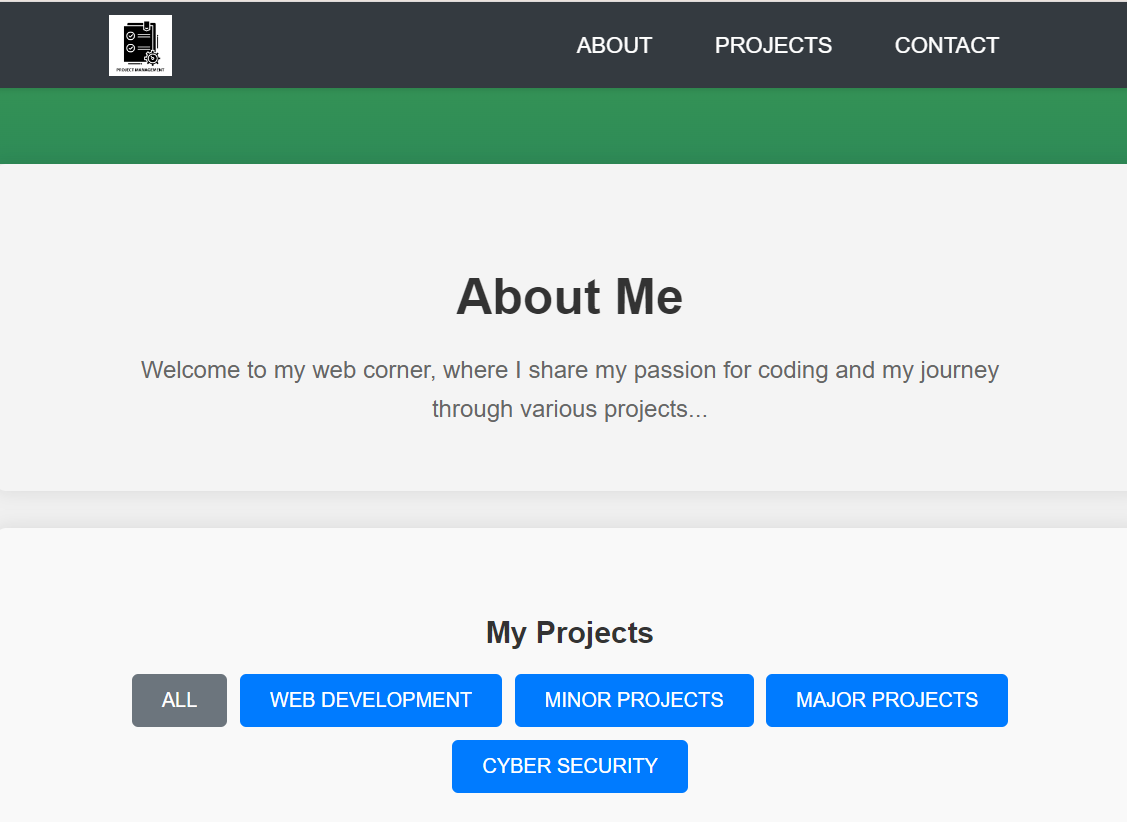 PROJECT MANAGEMENT
ABOUT PROJECTS CONTACT
About Me
Welcome to my web corner, where I share my passion for coding and my journey
through various projects...
My Projects
ALL WEB DEVELOPMENT MINOR PROJECTS MAJOR PROJECTS
CYBER SECURITY